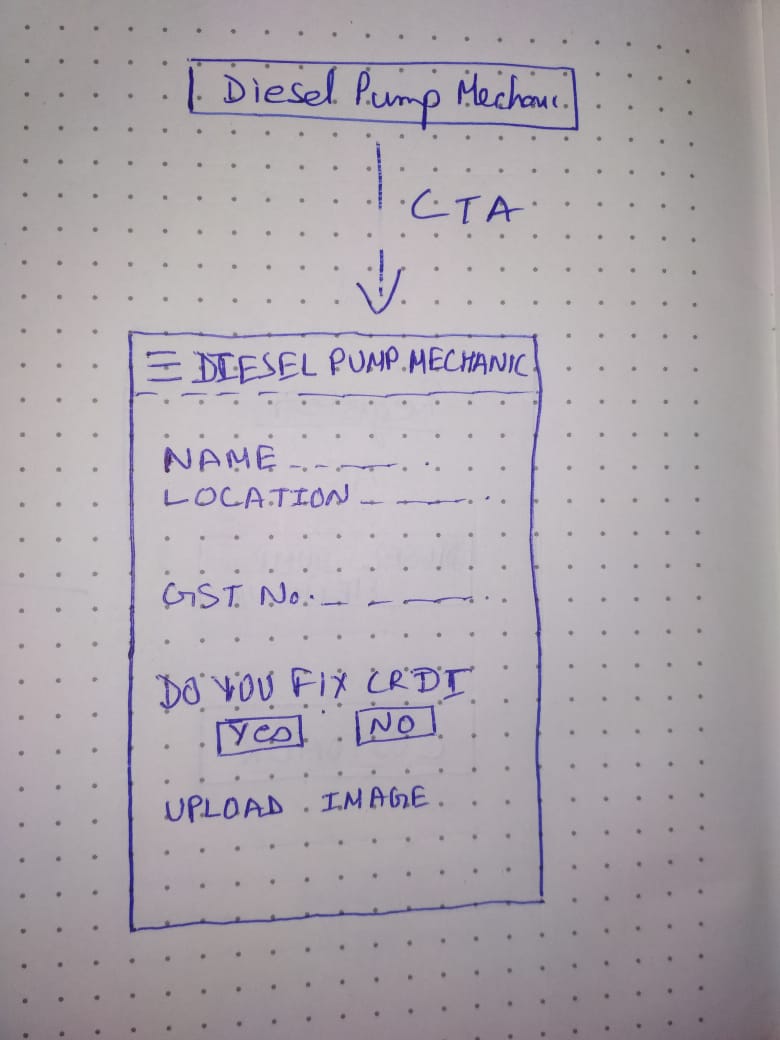 Diesel Pump Mechanic
CTA
DIESEL PUMP MECHANIC
NAME
LOCATION
GST No.
DO YOU FIX CRDI
Yes NO
UPLOAD IMAGE